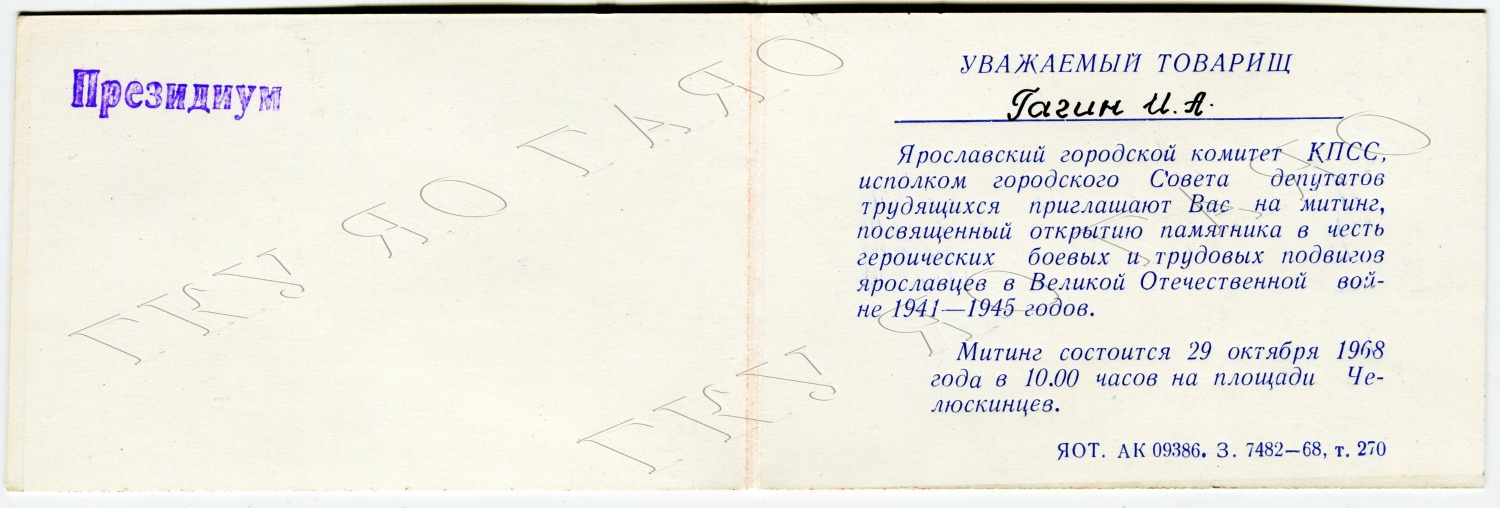 Президиум
УВАЖАЕМЫЙ ТОВАРИЩ
Гагин И.А.
Ярославский городской комитет КПСС,
исполком городского Совета депутатов
трудящихся приглашают Вас на митинг,
посвященный открытию памятника в честь
героических боевых и трудовых подвигов
ярославцев в Великой Отечественной вой-
не 1941—1945 годов.
Митинг состоится 29 октября 1968
года в 10.00 часов на площади Че-
люскинцев.
ЯОТ. АК 09386. З. 7482—68, т. 270
ГКУ ЯО ГАЯО
ГКУ ЯО ГАЯО